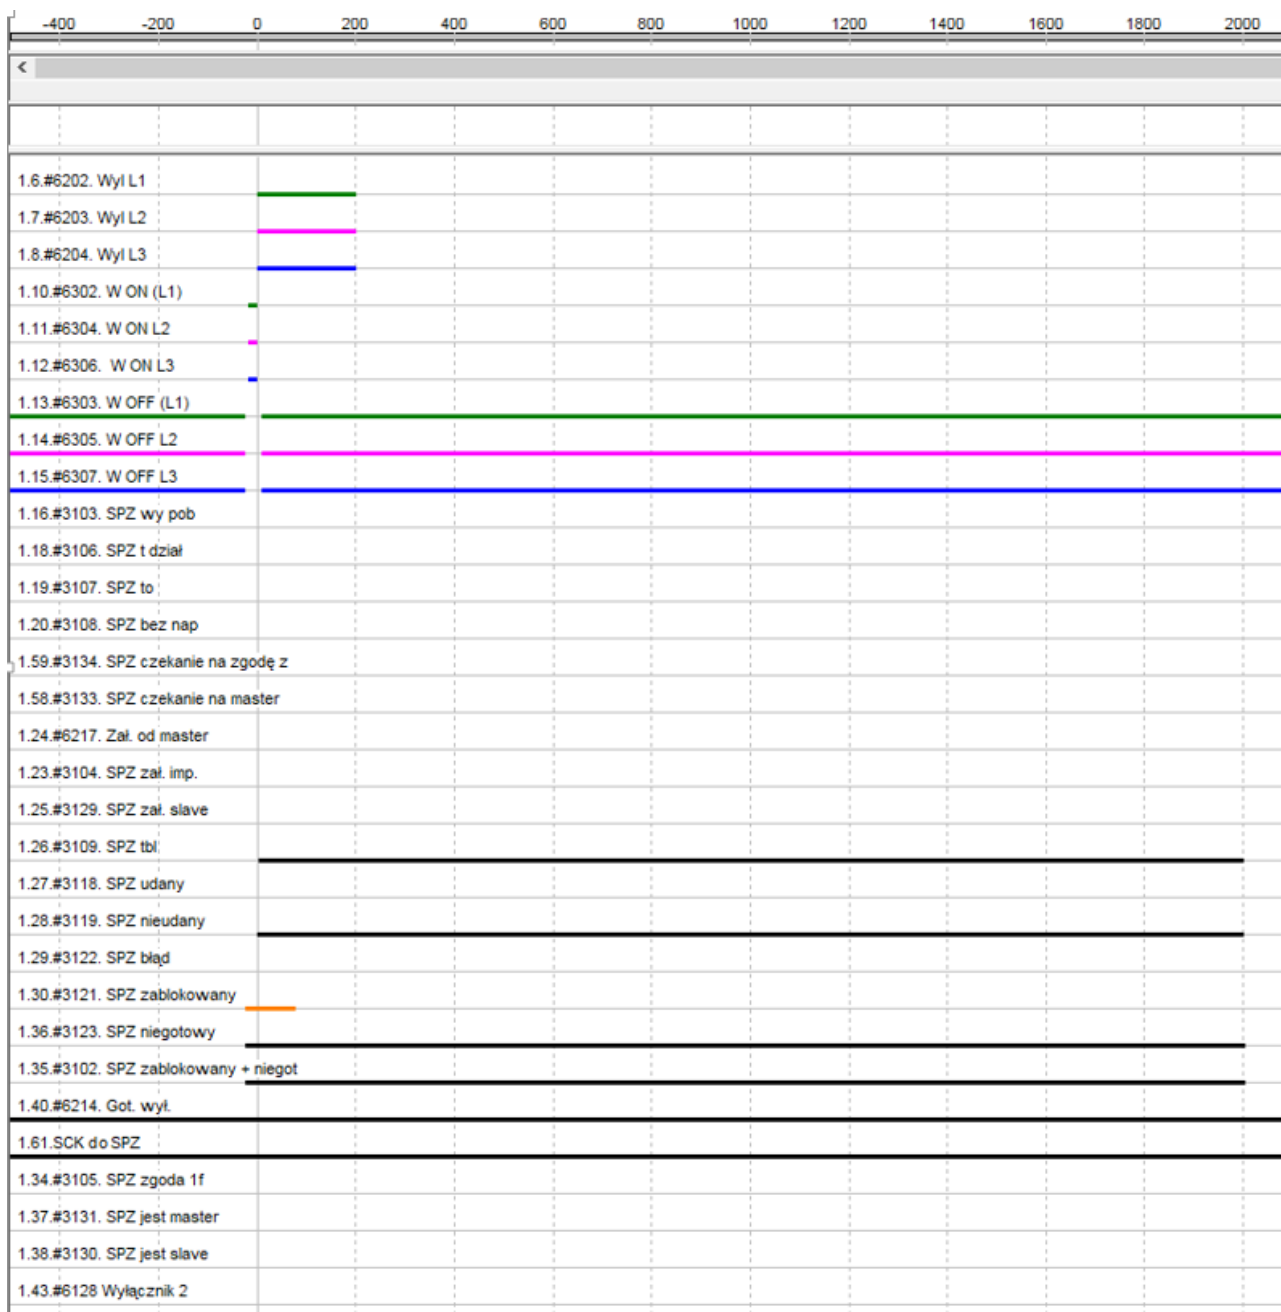 -400 -200 0 200 400 600 800 1000 1200 1400 1600 1800 2000
1.6.#6202. Wyl L1
1.7.#6203. Wyl L2
1.8.#6204. Wyl L3
1.10.#6302. W ON (L1)
1.11.#6304. W ON L2
1.12.#6306. W ON L3
1.13.#6303. W OFF (L1)
1.14.#6305. W OFF L2
1.15.#6307. W OFF L3
1.16.#3103. SPZ wy pob
1.18.#3106. SPZ t dział
1.19.#3107. SPZ to
1.20.#3108. SPZ bez nap
1.59.#3134. SPZ czekanie na zgodę z
1.58.#3133. SPZ czekanie na master
1.24.#6217. Zał. od master
1.23.#3104. SPZ zał. imp.
1.25.#3129. SPZ zał. slave
1.26.#3109. SPZ tbl
1.27.#3118. SPZ udany
1.28.#3119. SPZ nieudany
1.29.#3122. SPZ błąd
1.30.#3121. SPZ zablokowany
1.36.#3123. SPZ niegotowy
1.35.#3102. SPZ zablokowany + niegot
1.40.#6214. Got. wył.
1.61.SCK do SPZ
1.34.#3105. SPZ zgoda 1f
1.37.#3131. SPZ jest master
1.38.#3130. SPZ jest slave
1.43.#6128 Wyłącznik 2